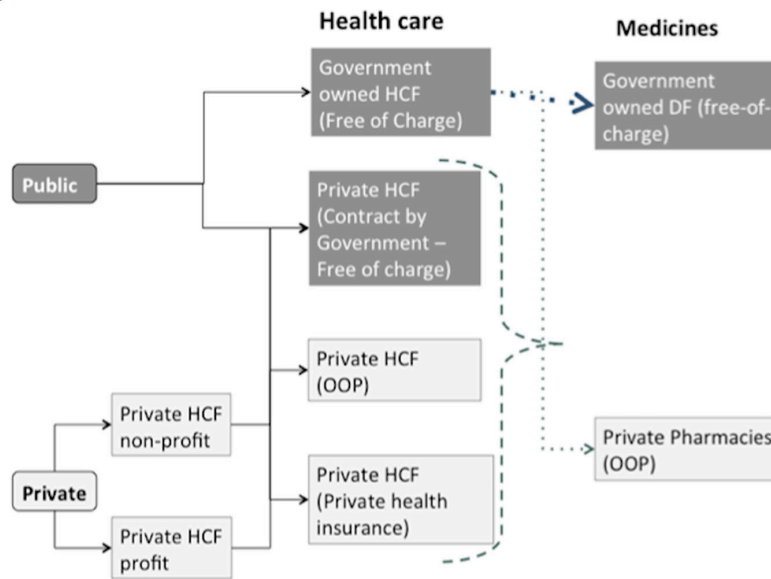 Health care
Medicines
Government
owned HCF
(Free of Charge)
Government
owned DF (free-of-
charge)
Public
Private HCF
(Contract by
Government –
Free of charge)
Private HCF
(OOP)
Private HCF
non-profit
Private Pharmacies
(OOP)
Private
Private HCF
(Private health
insurance)
Private HCF
profit